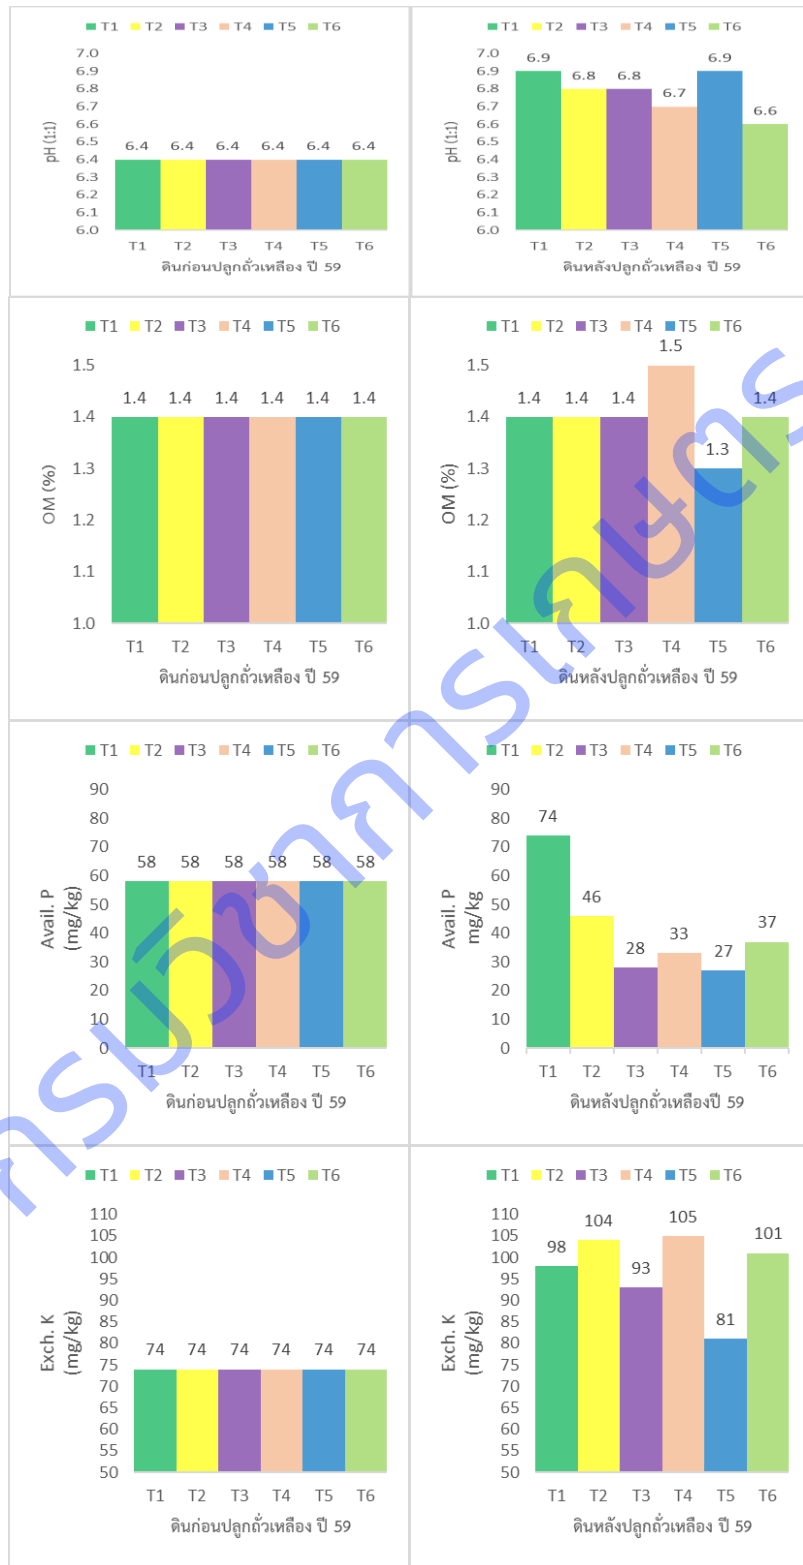 T1 T2 T3 T4 T5 T6
7.0
6.9
6.8
6.7
6.6
6.5
6.4
6.3
6.2
6.1
6.0
pH (1:1)
6.4 6.4 6.4 6.4 6.4 6.4
T1 T2 T3 T4 T5 T6
ดินก่อนปลูกถั่วเหลือง ปี 59
T1 T2 T3 T4 T5 T6
7.0
6.9
6.8
6.7
6.6
6.5
6.4
6.3
6.2
6.1
6.0
pH (1:1)
6.9 6.8 6.8 6.7 6.9 6.6
T1 T2 T3 T4 T5 T6
ดินหลังปลูกถั่วเหลือง ปี 59
T1 T2 T3 T4 T5 T6
1.5
1.4
1.3
1.2
1.1
1.0
OM (%)
1.4 1.4 1.4 1.4 1.4 1.4
T1 T2 T3 T4 T5 T6
ดินก่อนปลูกถั่วเหลือง ปี 59
T1 T2 T3 T4 T5 T6
1.5
1.4
1.3
1.2
1.1
1.0
OM (%)
1.4 1.4 1.4 1.5 1.3 1.4
T1 T2 T3 T4 T5 T6
ดินหลังปลูกถั่วเหลือง ปี 59
T1 T2 T3 T4 T5 T6
90
80
70
60
50
40
30
20
10
0
Avail. P
(mg/kg)
58 58 58 58 58 58
T1 T2 T3 T4 T5 T6
ดินก่อนปลูกถั่วเหลือง ปี 59
T1 T2 T3 T4 T5 T6
90
80
70
60
50
40
30
20
10
0
Avail. P
mg/kg
74 46 28 33 27 37
T1 T2 T3 T4 T5 T6
ดินหลังปลูกถั่วเหลืองปี 59
T1 T2 T3 T4 T5 T6
110
105
100
95
90
85
80
75
70
65
60
55
50
Exch. K
(mg/kg)
74 74 74 74 74 74
T1 T2 T3 T4 T5 T6
ดินก่อนปลูกถั่วเหลือง ปี 59
T1 T2 T3 T4 T5 T6
110
105
100
95
90
85
80
75
70
65
60
55
50
Exch. K
(mg/kg)
98 104 93 105 81 101
T1 T2 T3 T4 T5 T6
ดินหลังปลูกถั่วเหลือง ปี 59
กรมวิชาการเกษตร